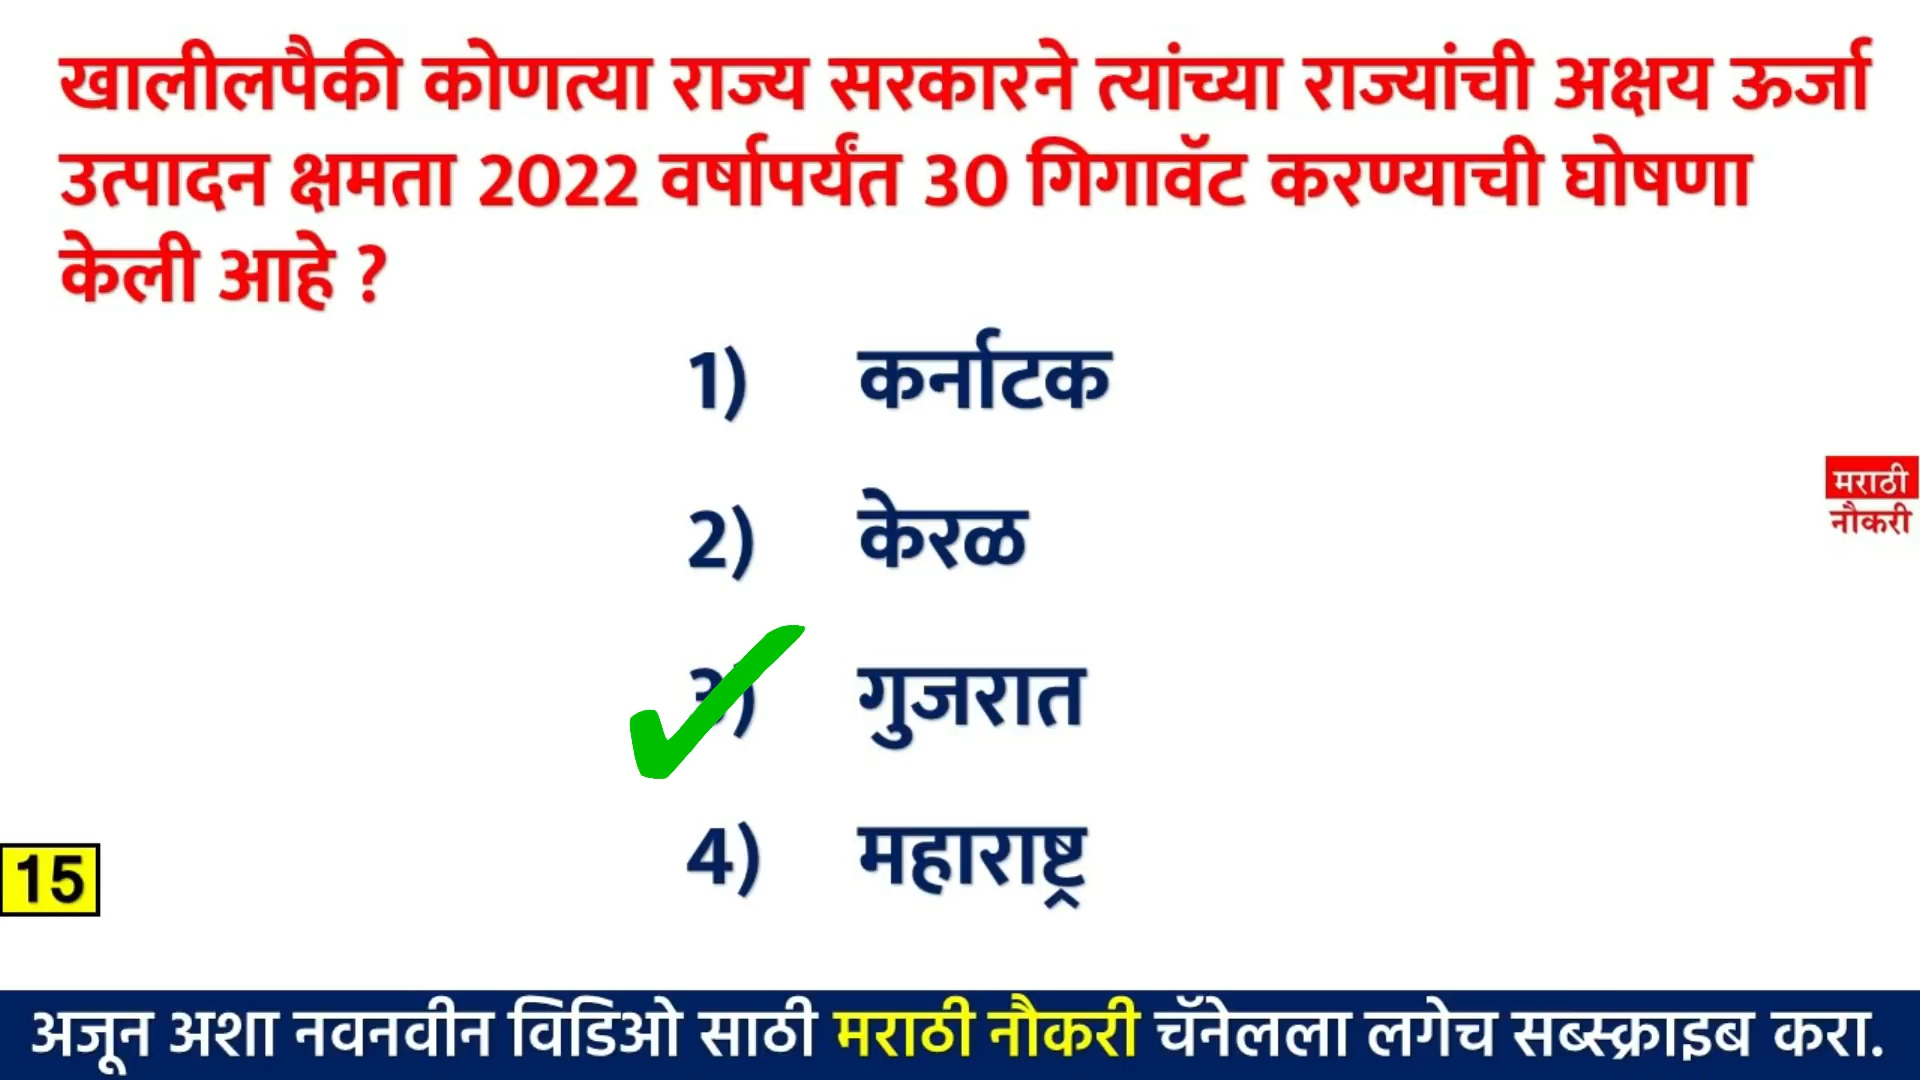 खालीलपैकी कोणत्या राज्य सरकारने त्यांच्या राज्यांची अक्षय ऊर्जा
उत्पादन क्षमता 2022 वर्षापर्यंत 30 गिगावॅट करण्याची घोषणा
केली आहे ?
1) कर्नाटक
2) केरळ
मराठी
नौकरी
3) गुजरात
4) महाराष्ट्र
15
अजून अशा नवनवीन विडिओ साठी मराठी नौकरी चॅनेलला लगेच सब्स्क्राइब करा.